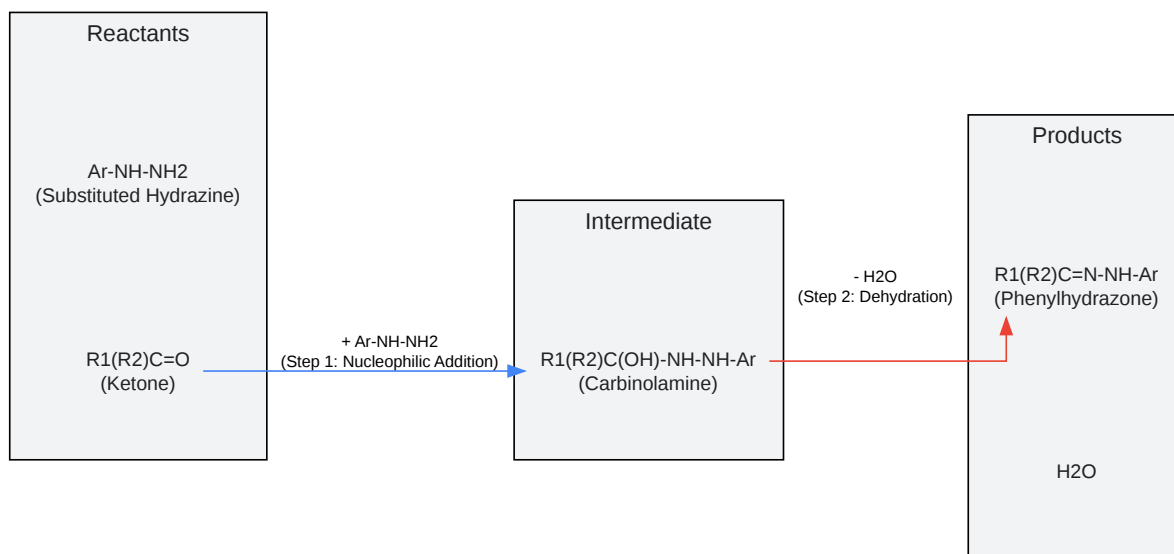 Reactants
Ar-NH-NH2
(Substituted Hydrazine)
R1(R2)C=O
(Ketone)
+ Ar-NH-NH2
(Step 1: Nucleophilic Addition)
Intermediate
R1(R2)C(OH)-NH-NH-Ar
(Carbinolamine)
- H2O
(Step 2: Dehydration)
Products
R1(R2)C=N-NH-Ar
(Phenylhydrazone)
H2O